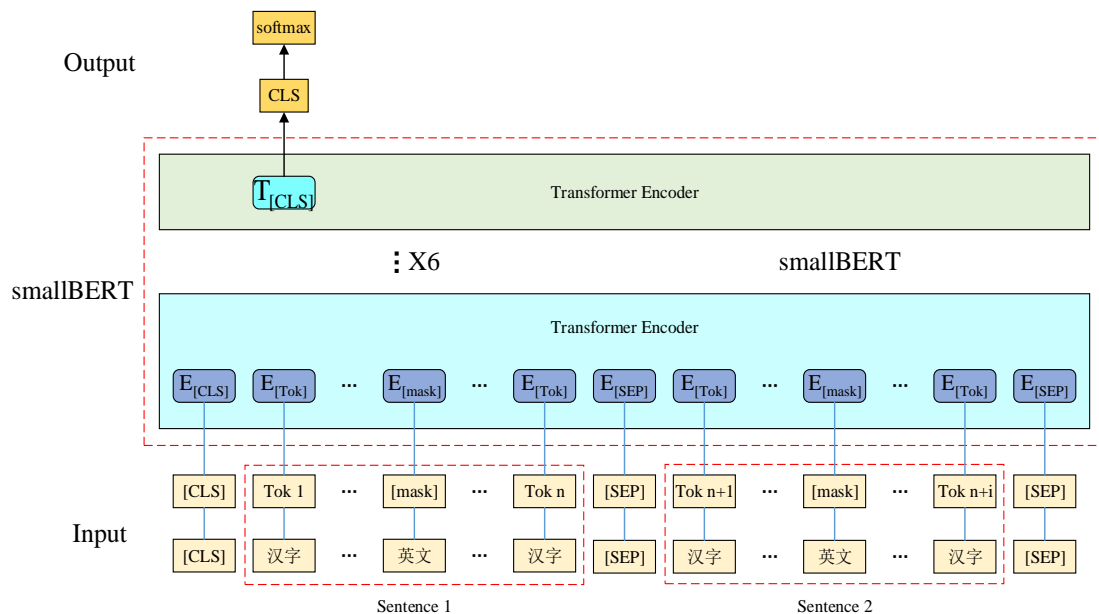 softmax
Output
CLS
Transformer Encoder
T[CLS]
⋮X6
smallBERT
smallBERT
Transformer Encoder
E[CLS] E[Tok] ... E[mask] ... E[Tok] E[SEP] E[Tok] ... E[mask] ... E[Tok] E[SEP]
[CLS] Tok 1 ... [mask] ... Tok n [SEP] Tok n+1 ... [mask] ... Tok n+i [SEP]
Input
[CLS] 汉字 ... 英文 ... 汉字 [SEP] 汉字 ... 英文 ... 汉字 [SEP]
Sentence 1 Sentence 2